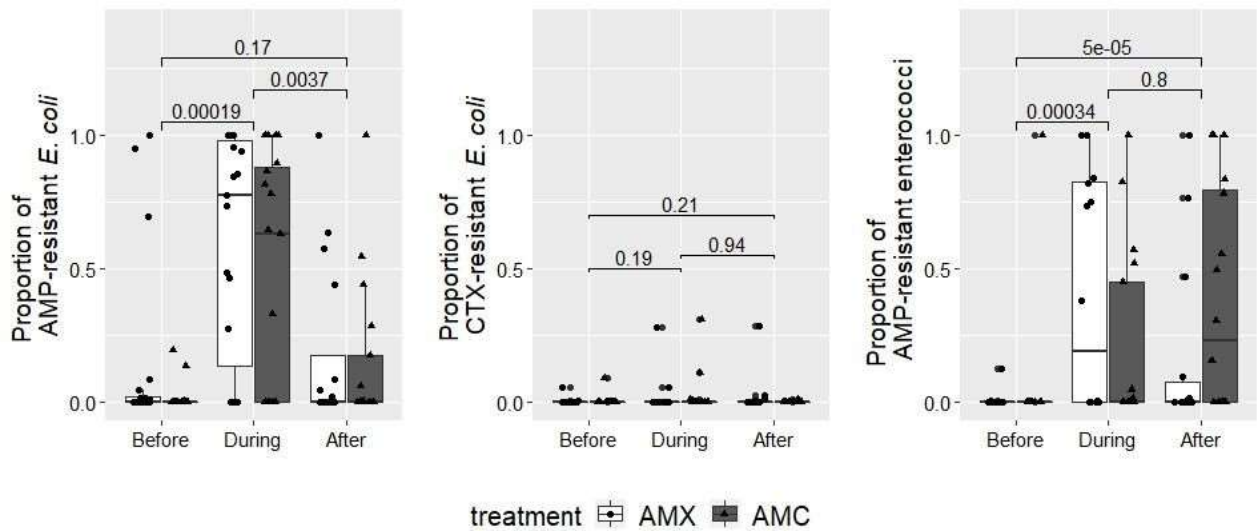 Proportion of
AMP-resistant E. coli
1.0
0.5
0.0
0.17
0.0037
0.00019
Before During After
Proportion of
CTX-resistant E. coli
1.0
0.5
0.0
0.21
0.94
0.19
Before During After
Proportion of
AMP-resistant enterococci
1.0
0.5
0.0
5e-05
0.8
0.00034
Before During After
treatment AMX AMC